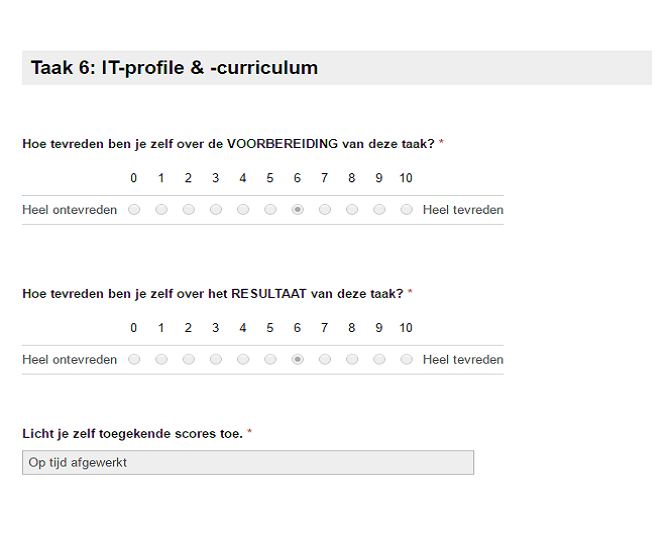 Taak 6: IT-profile & -curriculum
Hoe tevreden ben je zelf over de VOORBEREIDING van deze taak? *
0 1 2 3 4 5 6 7 8 9 10
Heel ontevreden Heel tevreden
Hoe tevreden ben je zelf over het RESULTAAT van deze taak? *
0 1 2 3 4 5 6 7 8 9 10
Heel ontevreden Heel tevreden
Licht je zelf toegekende scores toe. *
Op tijd afgewerkt